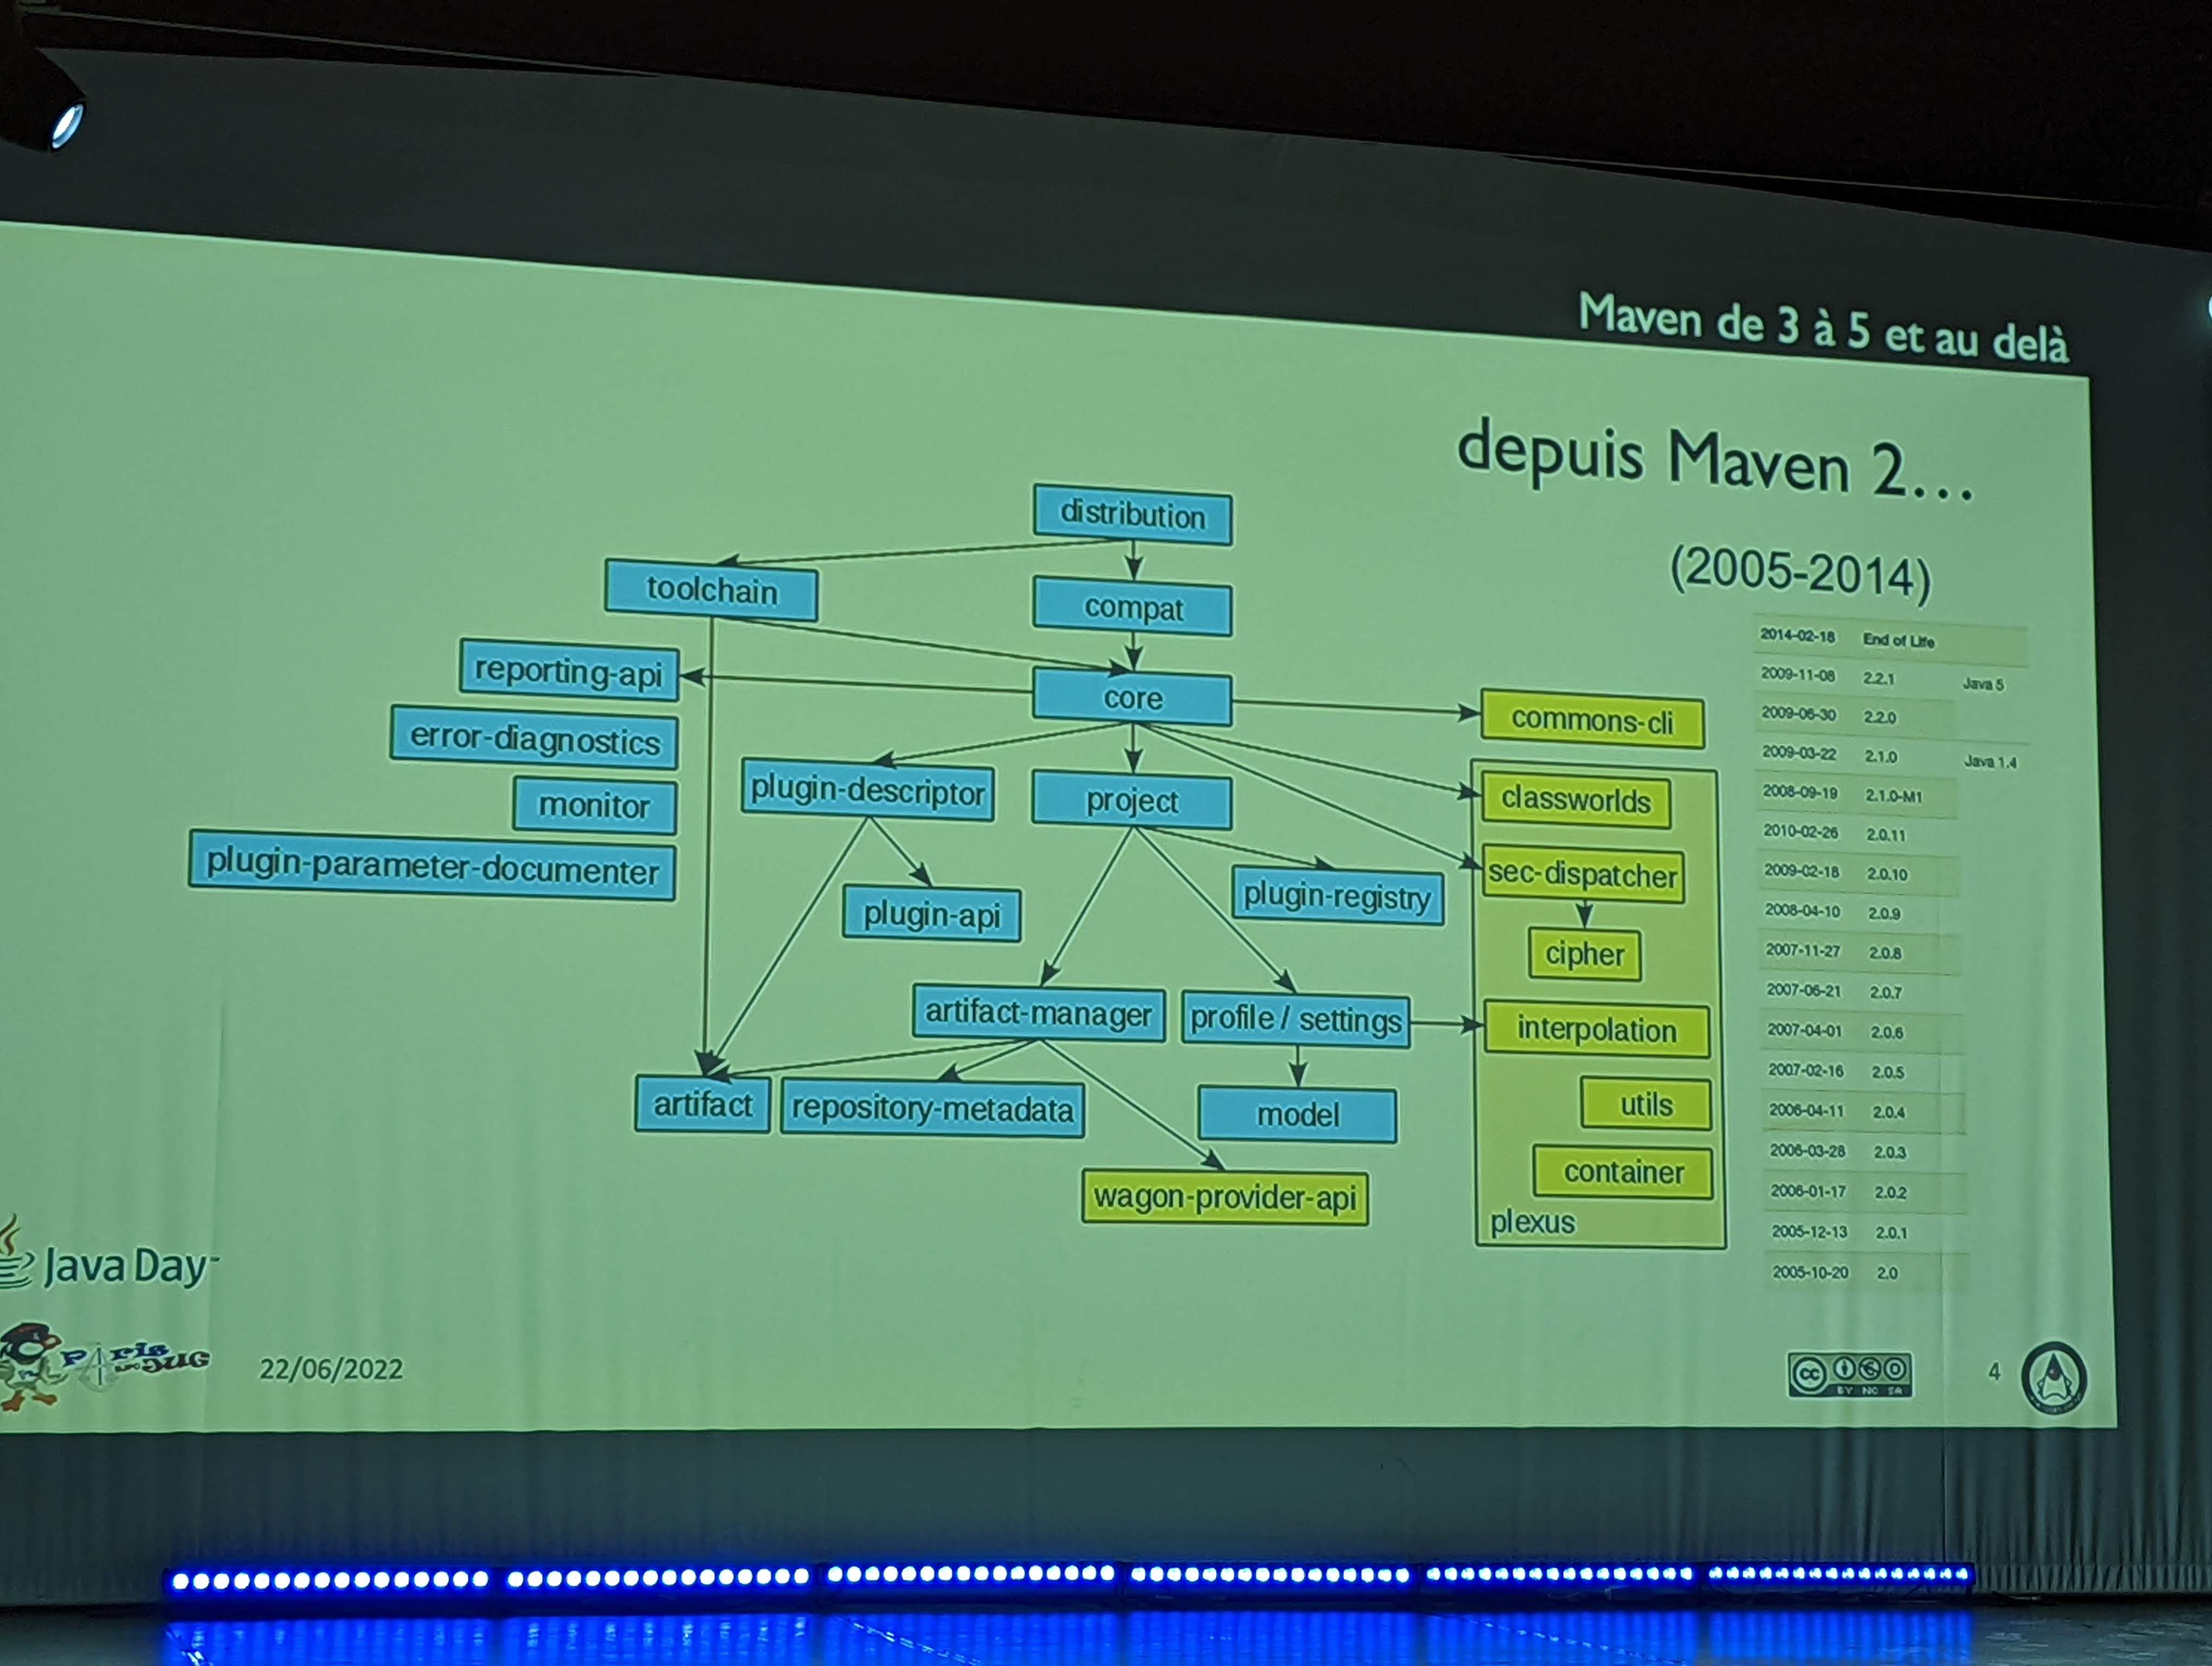 Maven de 3 à 5 et au delà
depuis Maven 2...
(2005-2014)
distribution
toolchain
compat
reporting-api
core
commons-cli
error-diagnostics
plugin-descriptor
project
classworlds
monitor
plugin-parameter-documenter
sec-dispatcher
plugin-api
plugin-registry
cipher
artifact-manager
profile / settings
interpolation
artifact
repository-metadata
model
utils
wagon-provider-api
container
plexus
2014-02-18 End of Life
2009-11-08 2.2.1 Java 5
2009-06-30 2.2.0
2009-03-22 2.1.0 Java 1.4
2008-09-19 2.1.0-M1
2010-02-26 2.0.11
2009-02-18 2.0.10
2008-04-10 2.0.9
2007-11-27 2.0.8
2007-06-21 2.0.7
2007-04-01 2.0.6
2007-02-16 2.0.5
2006-04-11 2.0.4
2006-03-28 2.0.3
2006-01-17 2.0.2
2005-12-13 2.0.1
2005-10-20 2.0
Java Day™
Paris JUG
22/06/2022
cc
BY NC SA
4